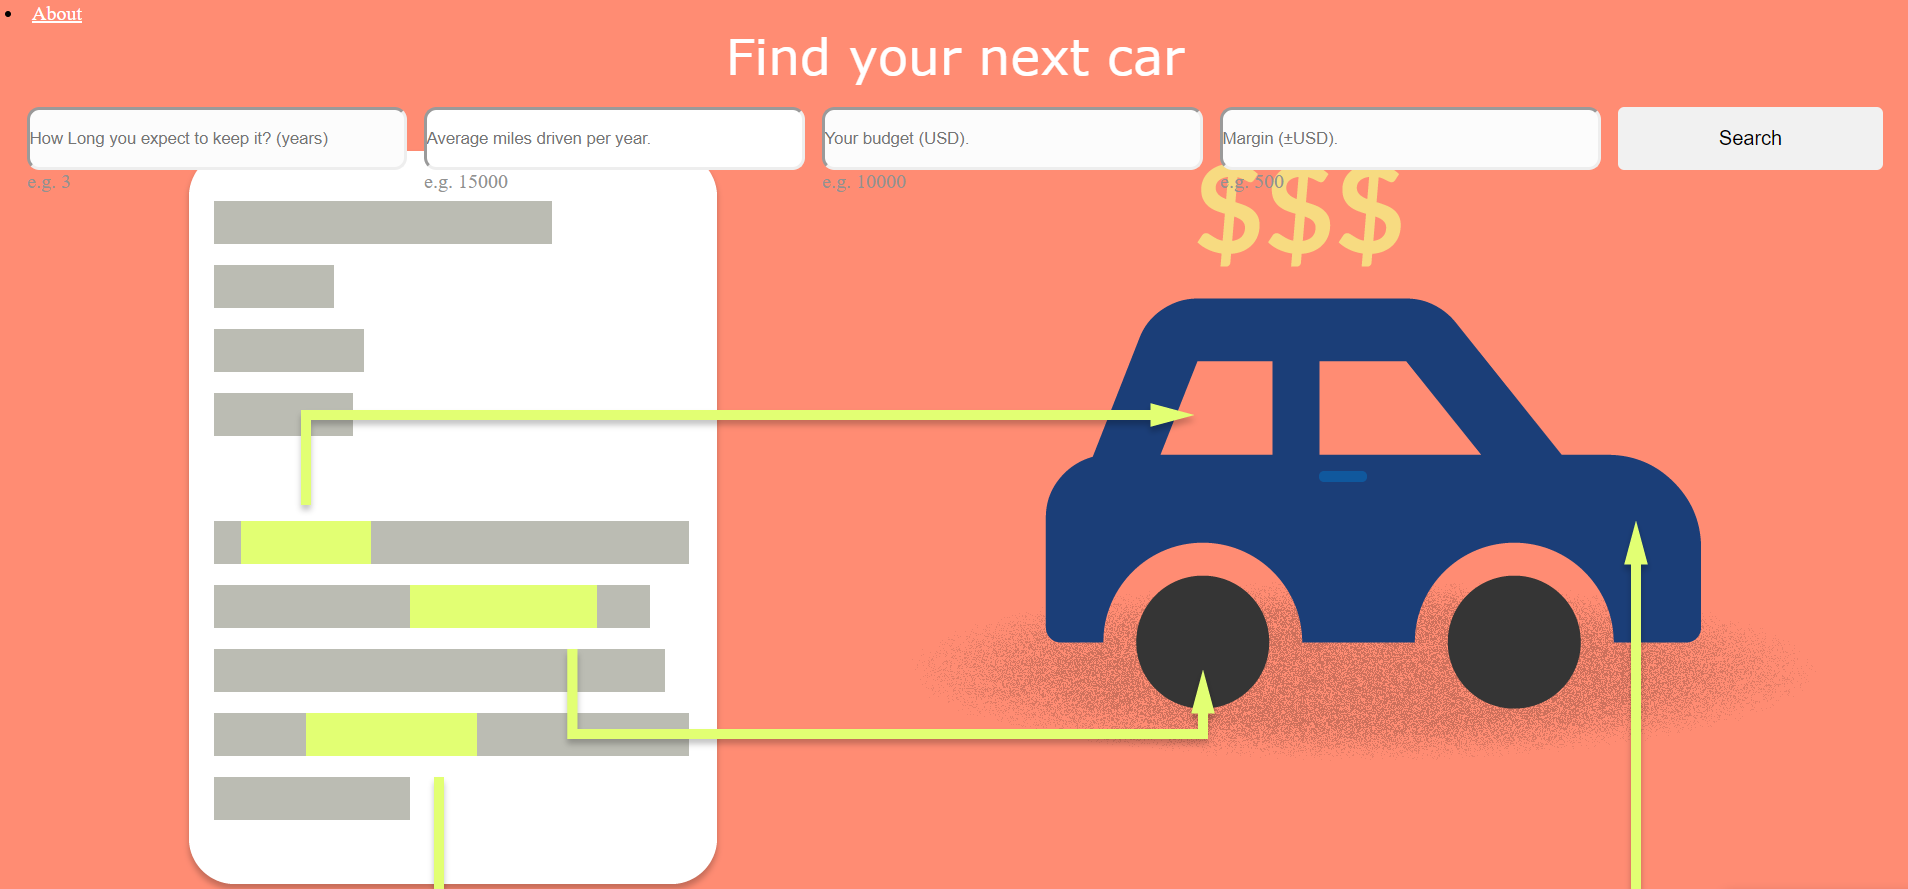 About
Find your next car
How Long you expect to keep it? (years)
Average miles driven per year.
Your budget (USD).
Margin (±USD).
Search
e.g. 3
e.g. 15000
e.g. 10000
e.g. 500
$$$